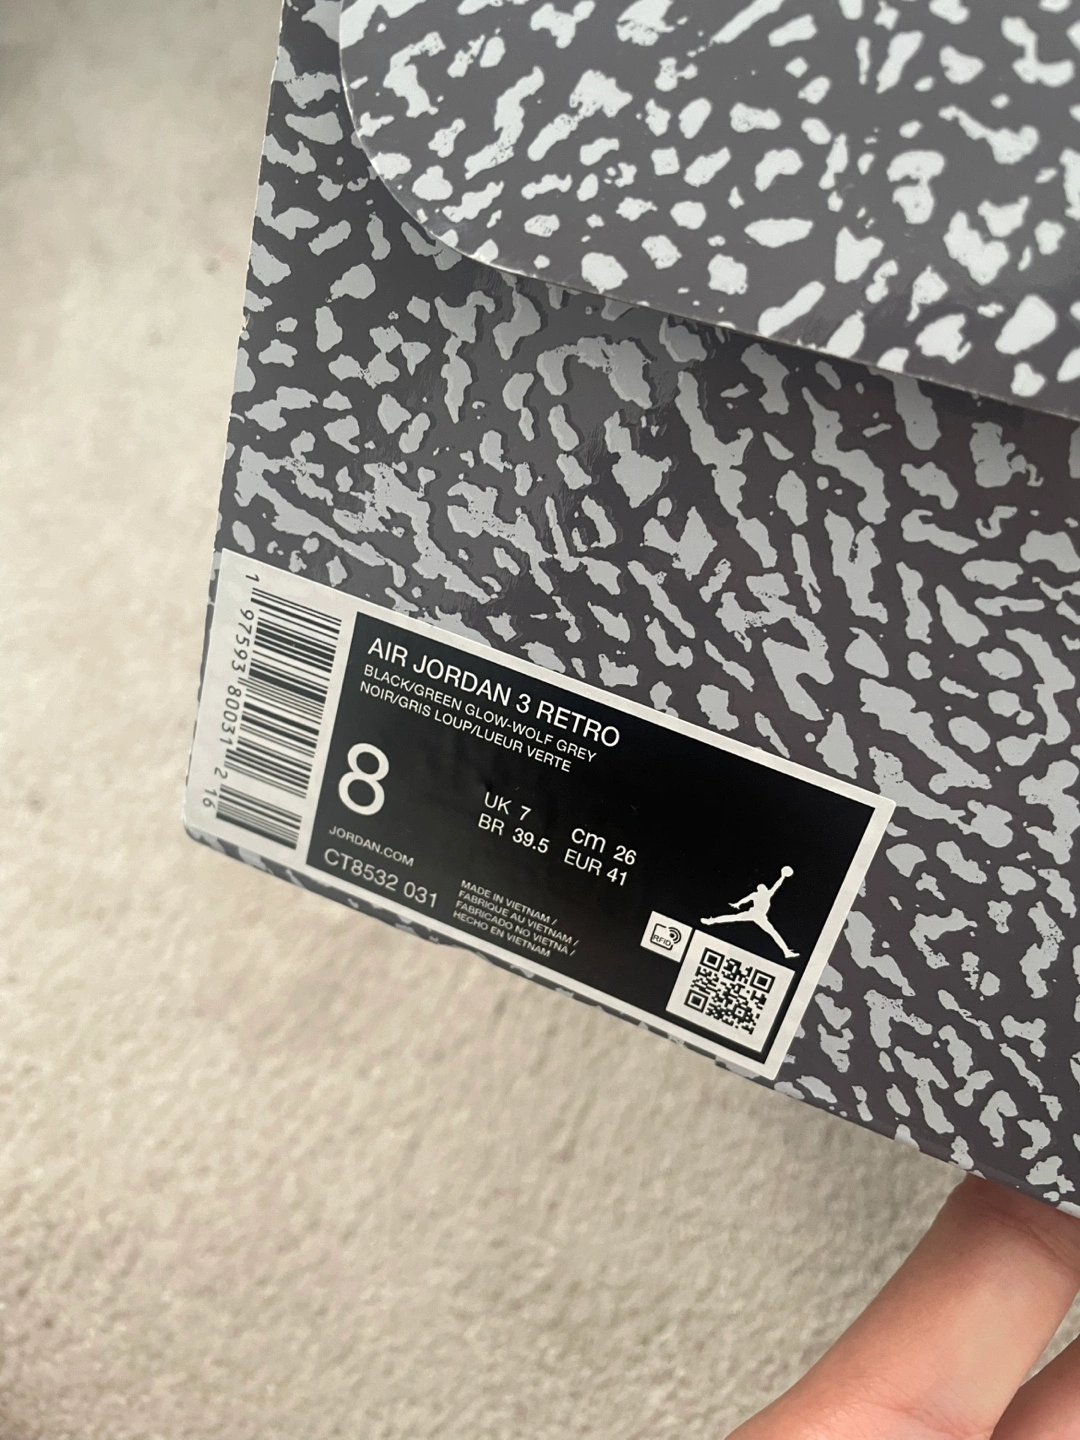 1 97593 80031 2 16
AIR JORDAN 3 RETRO
BLACK/GREEN GLOW-WOLF GREY
NOIR/GRIS LOUP/LUEUR VERTE
8
UK 7 cm 26
BR 39.5 EUR 41
JORDAN.COM
CT8532 031
MADE IN VIETNAM /
FABRIQUE AU VIETNAM /
FABRICADO NO VIETNA /
HECHO EN VIETNAM
RFID